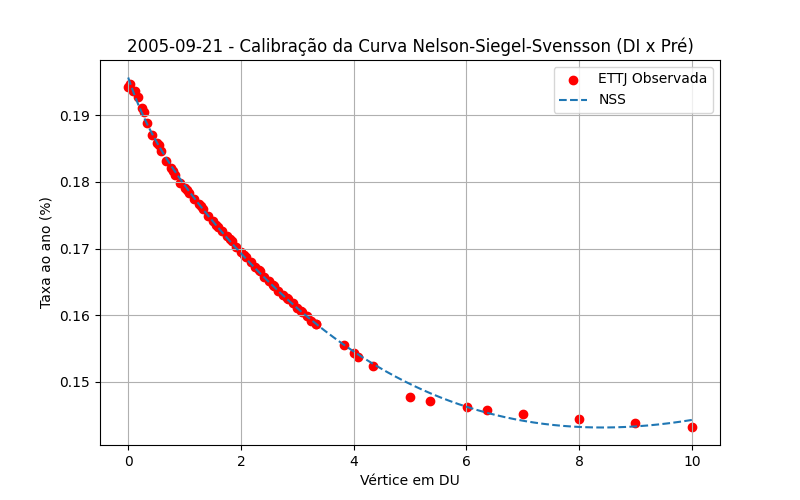 2005-09-21 - Calibração da Curva Nelson-Siegel-Svensson (DI x Pré)
ETTJ Observada
NSS
Taxa ao ano (%)
0.19
0.18
0.17
0.16
0.15
0 2 4 6 8 10
Vértice em DU